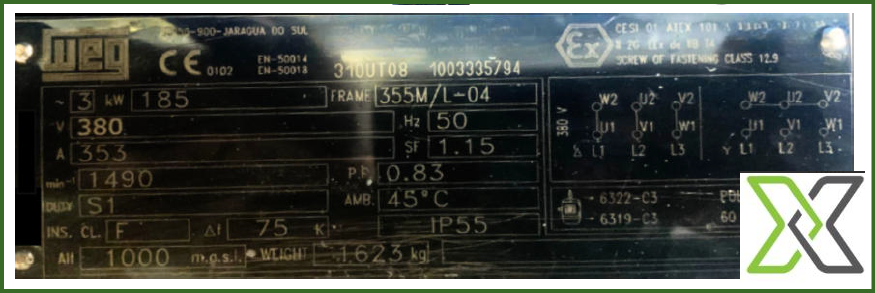 WEG
-900-JARAGUA DO SUL
CE 0102
EN-50014
EN-50018
310UT08 1003335794
Ex
CESI 01 ATEX 101
SCREW OF FASTENING CLASS 12.9
~ 3 kW 185 FRAME 355M/L-04
V 380 Hz 50
A 353 SF 1.15
min⁻¹ 1490 P.F. 0.83
DUTY S1 AMB. 45°C
INS. CL. F Δt 75 K IP55
Alt 1000 m.a.s.l. WEIGHT 1.623 kg
380 V
W2 U2 V2 W2 U2 V2
U1 V1 W1 U1 V1 W1
Δ L1 L2 L3 Y L1 L2 L3
6322-C3
6319-C3 60